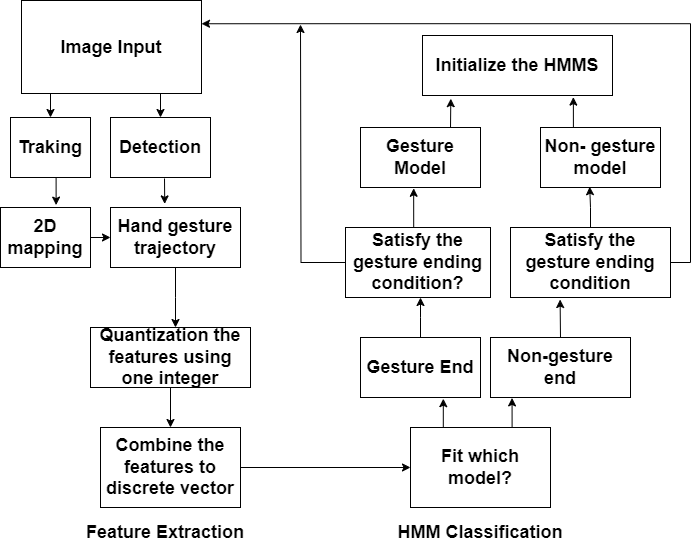 Image Input
Traking
Detection
2D
mapping
Hand gesture
trajectory
Quantization the
features using
one integer
Combine the
features to
discrete vector
Feature Extraction
Initialize the HMMS
Gesture
Model
Non- gesture
model
Satisfy the
gesture ending
condition?
Satisfy the
gesture ending
condition
Gesture End
Non-gesture
end
Fit which
model?
HMM Classification